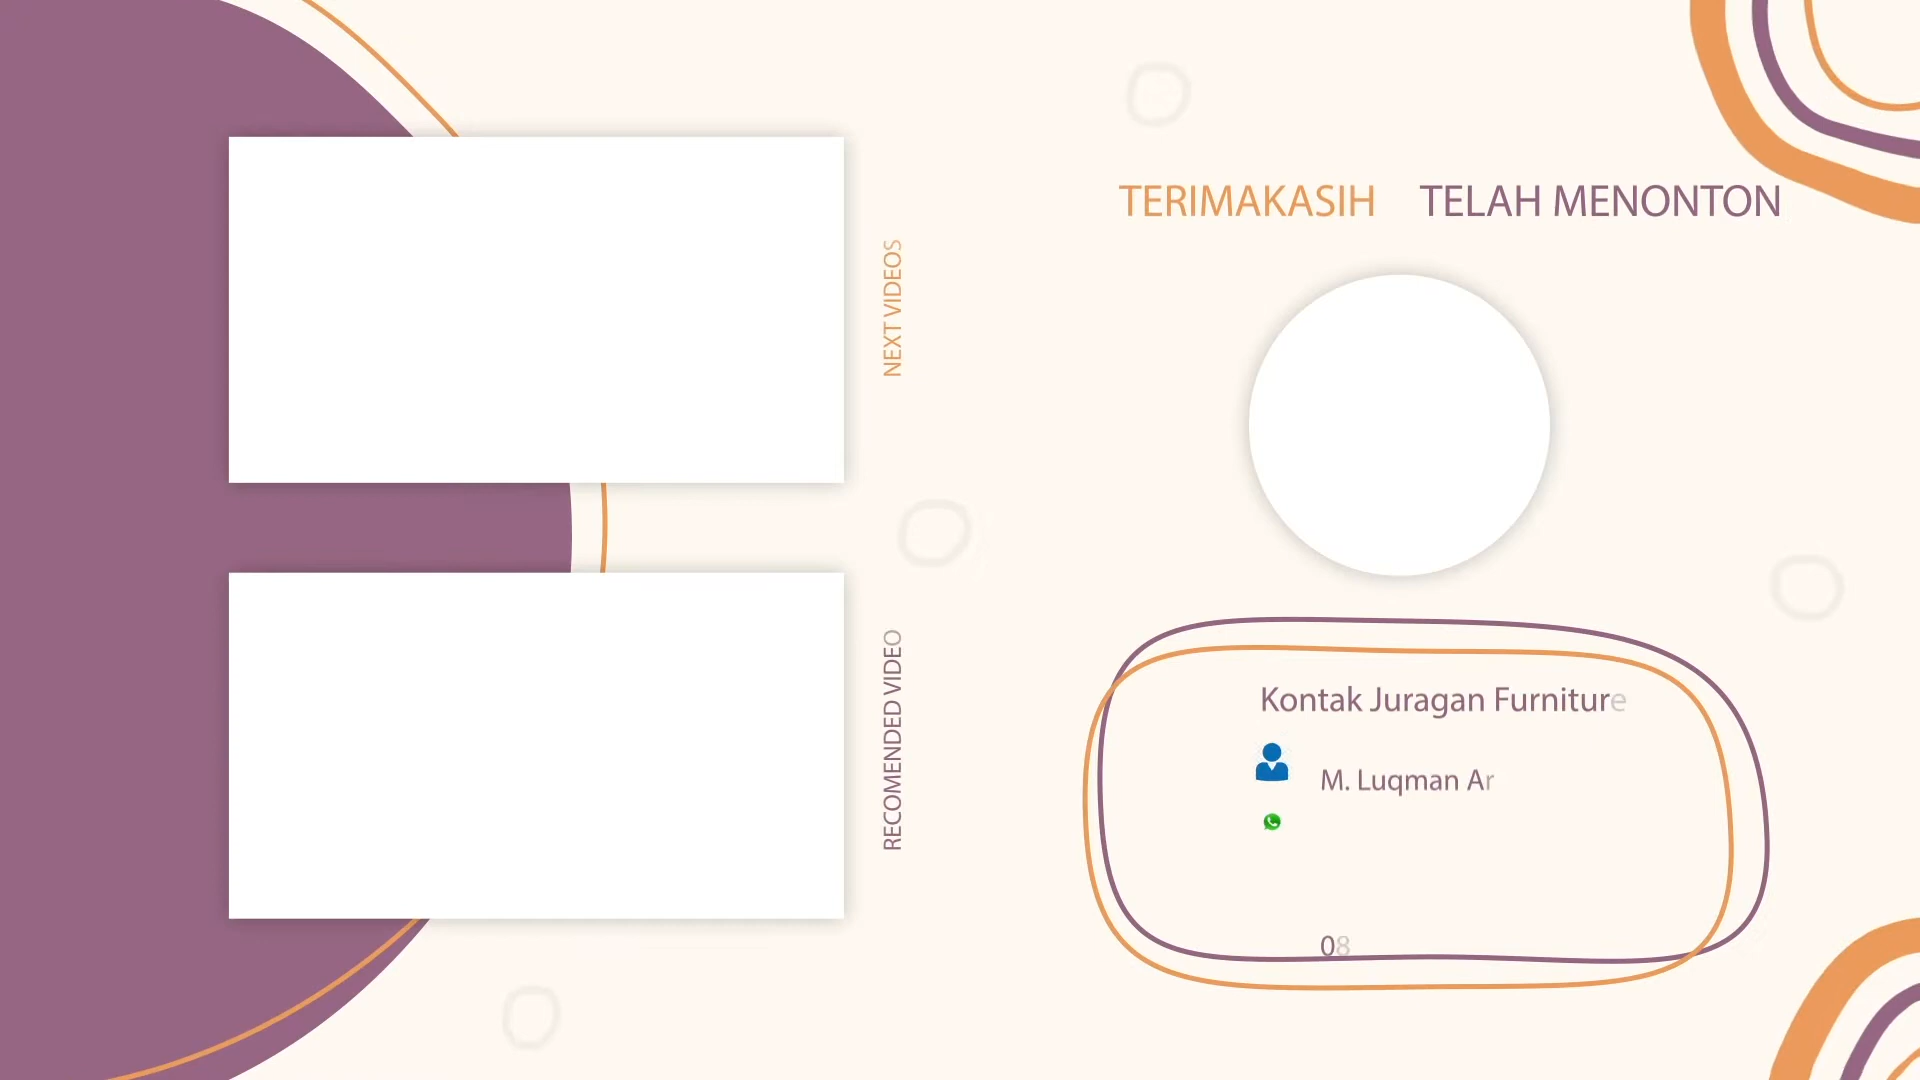 TERIMAKASIH TELAH MENONTON
NEXT VIDEOS
RECOMENDED VIDEO
Kontak Juragan Furniture
M. Luqman Ar
08